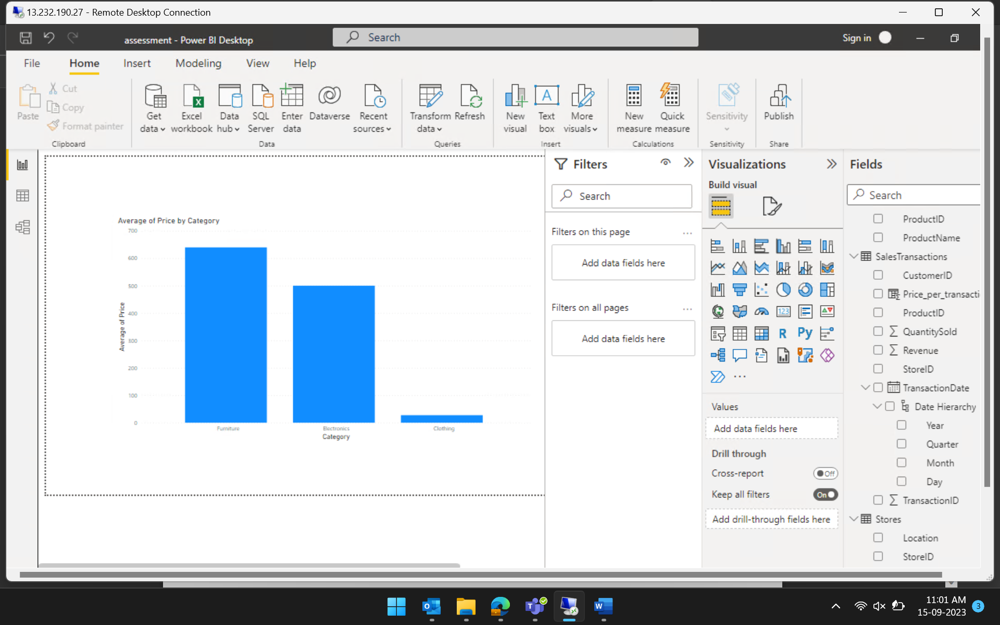 13.232.190.27 - Remote Desktop Connection
assessment - Power BI Desktop
Search
Sign in
File
Home
Insert
Modeling
View
Help
Paste
Cut
Copy
Format painter
Clipboard
Get
data
Excel
workbook
Data
hub
SQL
Server
Enter
data
Dataverse
Recent
sources
Data
Transform
data
Refresh
Queries
New
visual
Text
box
More
visuals
Insert
New
measure
Quick
measure
Calculations
Sensitivity
Sensitivity
Publish
Share
Average of Price by Category
700
600
500
400
300
200
100
0
Average of Price
Furniture
Electronics
Clothing
Category
Filters
Search
Filters on this page
...
Add data fields here
Filters on all pages
...
Add data fields here
Visualizations
Build visual
123
R
Py
...
Values
Add data fields here
Drill through
Cross-report
Off
Keep all filters
On
Add drill-through fields here
Fields
Search
ProductID
ProductName
SalesTransactions
CustomerID
Price_per_transacti
ProductID
QuantitySold
Revenue
StoreID
TransactionDate
Date Hierarchy
Year
Quarter
Month
Day
TransactionID
Stores
Location
StoreID
11:01 AM
15-09-2023
3